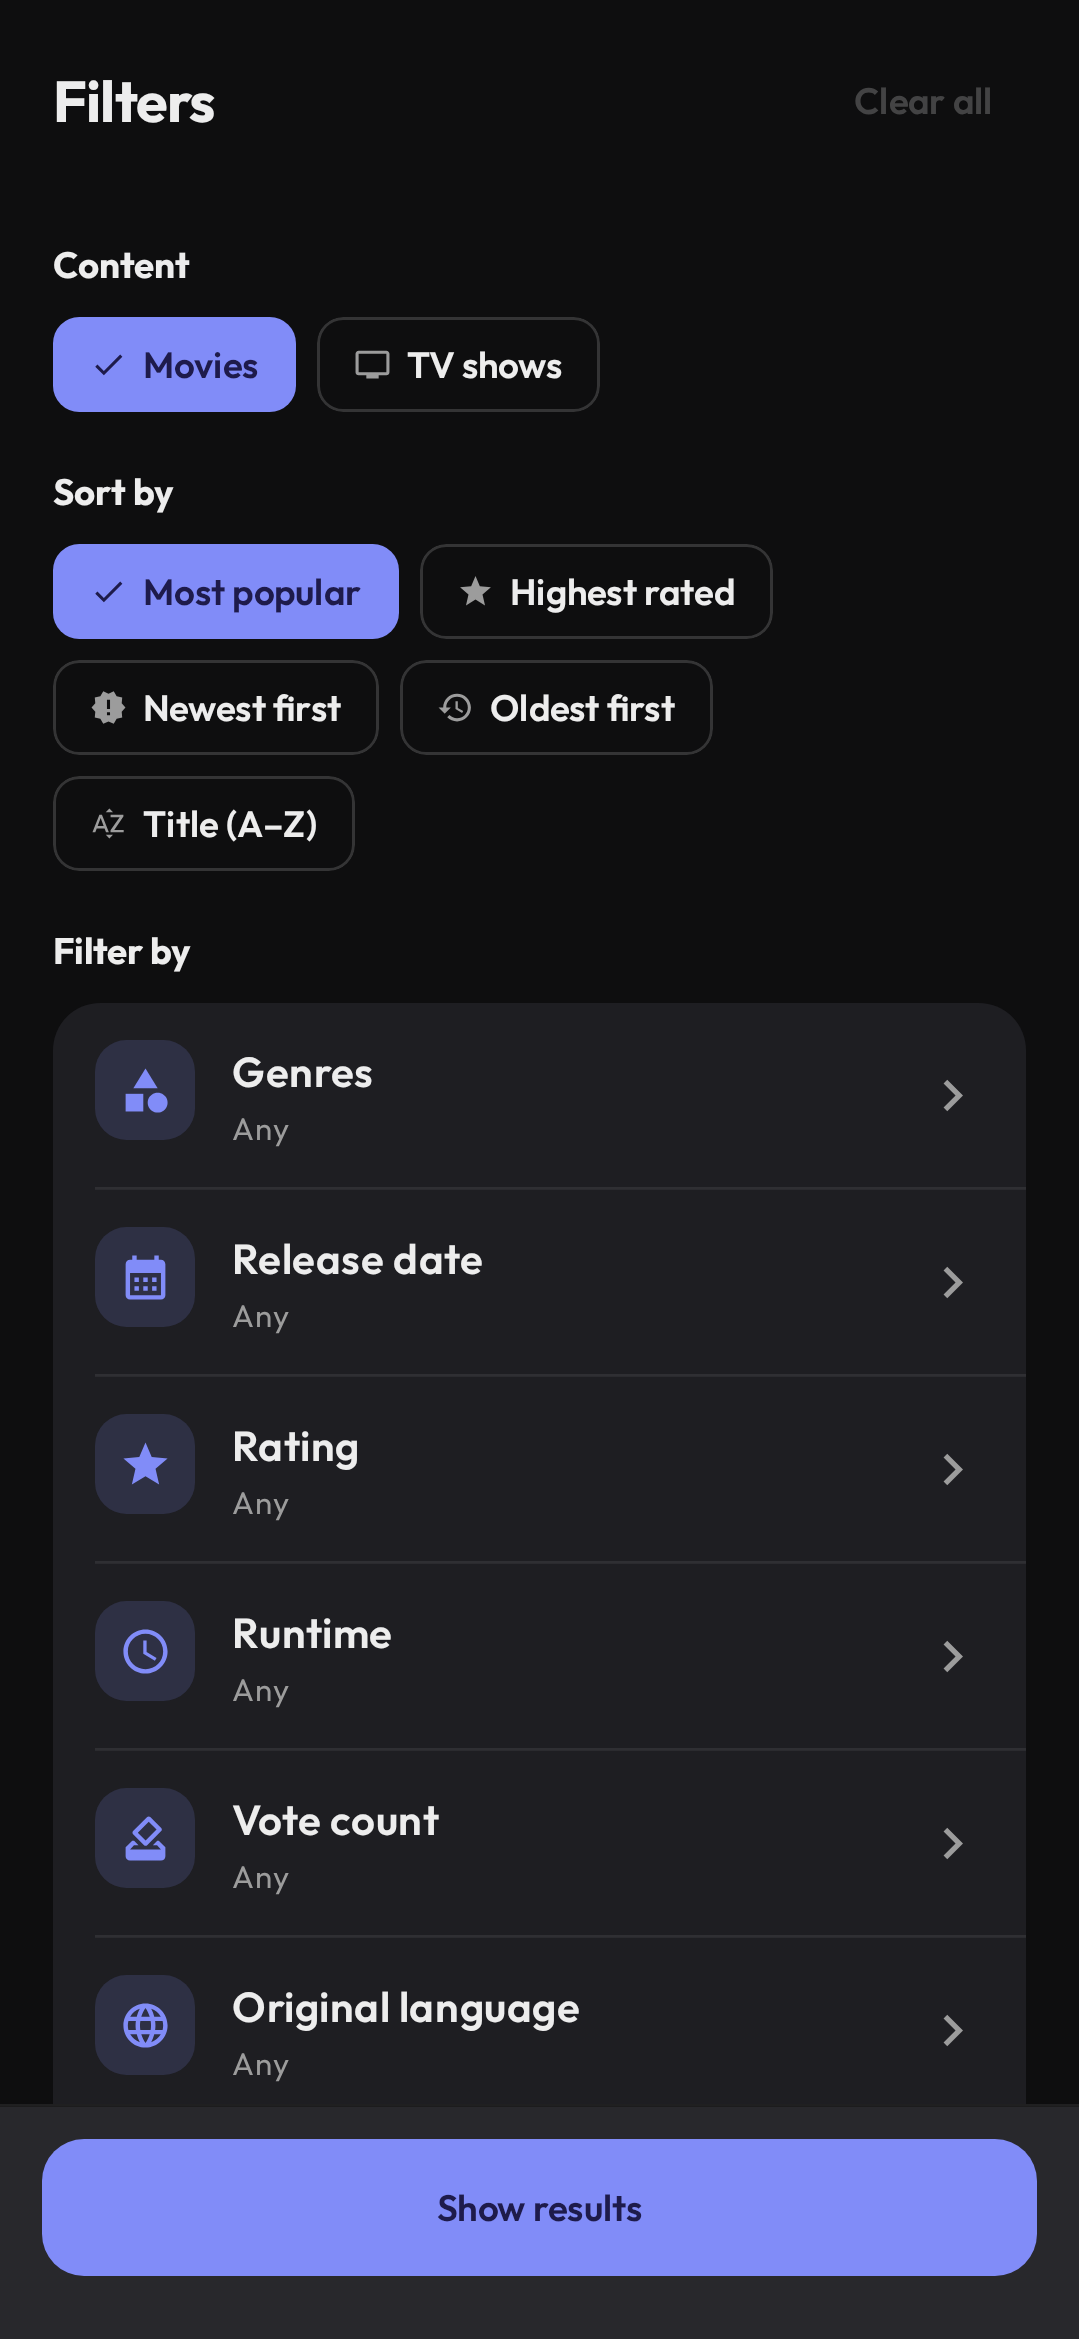 Filters
Clear all
Content
Movies
TV shows
Sort by
Most popular
Highest rated
Newest first
Oldest first
AZ
Title (A–Z)
Filter by
Genres
Any
Release date
Any
Rating
Any
Runtime
Any
Vote count
Any
Original language
Any
Show results